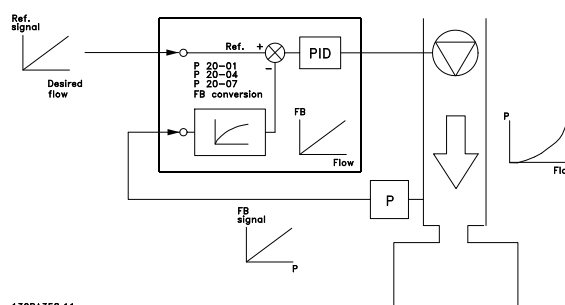 Ref.
signal
Desired
flow
Ref.
+
−
P 20-01
P 20-04
P 20-07
FB conversion
PID
FB
Flow
P
P
FB
signal
P